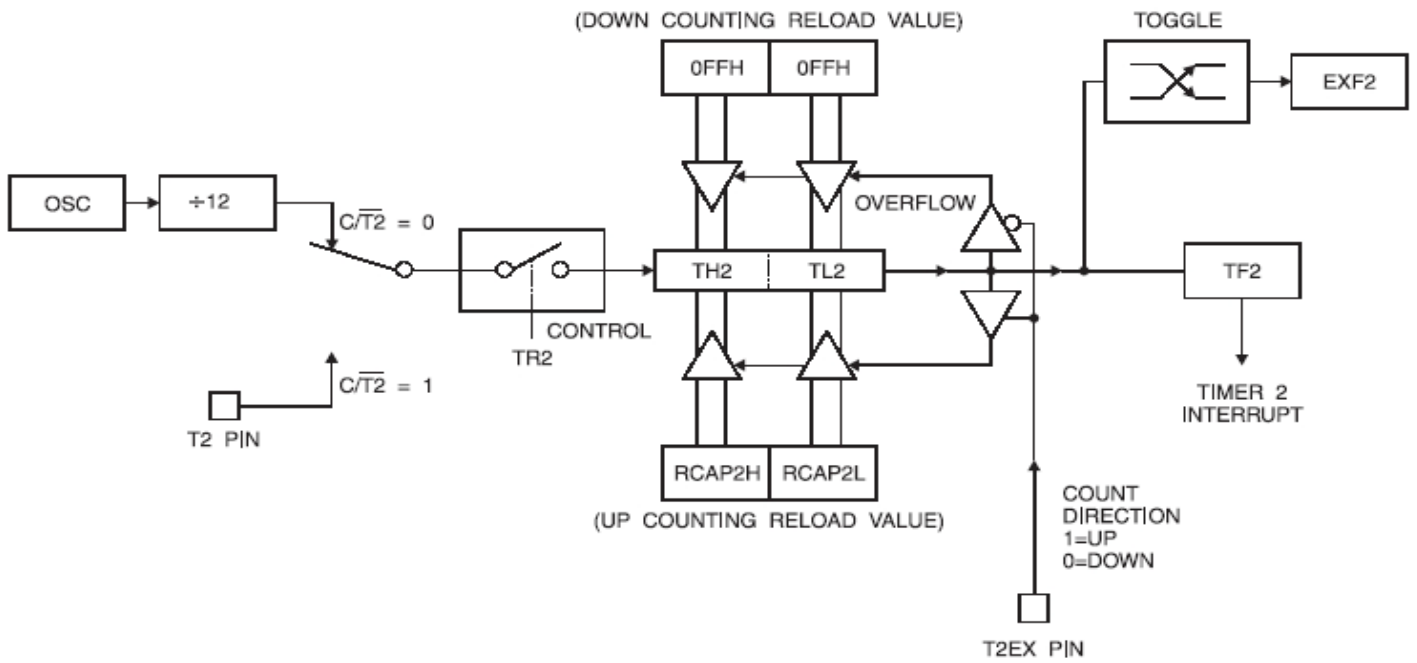 (DOWN COUNTING RELOAD VALUE)
TOGGLE
0FFH
0FFH
EXF2
OSC
÷12
C/T2̅ = 0
OVERFLOW
TH2
TL2
TF2
CONTROL
TR2
C/T2̅ = 1
T2 PIN
TIMER 2
INTERRUPT
RCAP2H
RCAP2L
(UP COUNTING RELOAD VALUE)
COUNT
DIRECTION
1=UP
0=DOWN
T2EX PIN